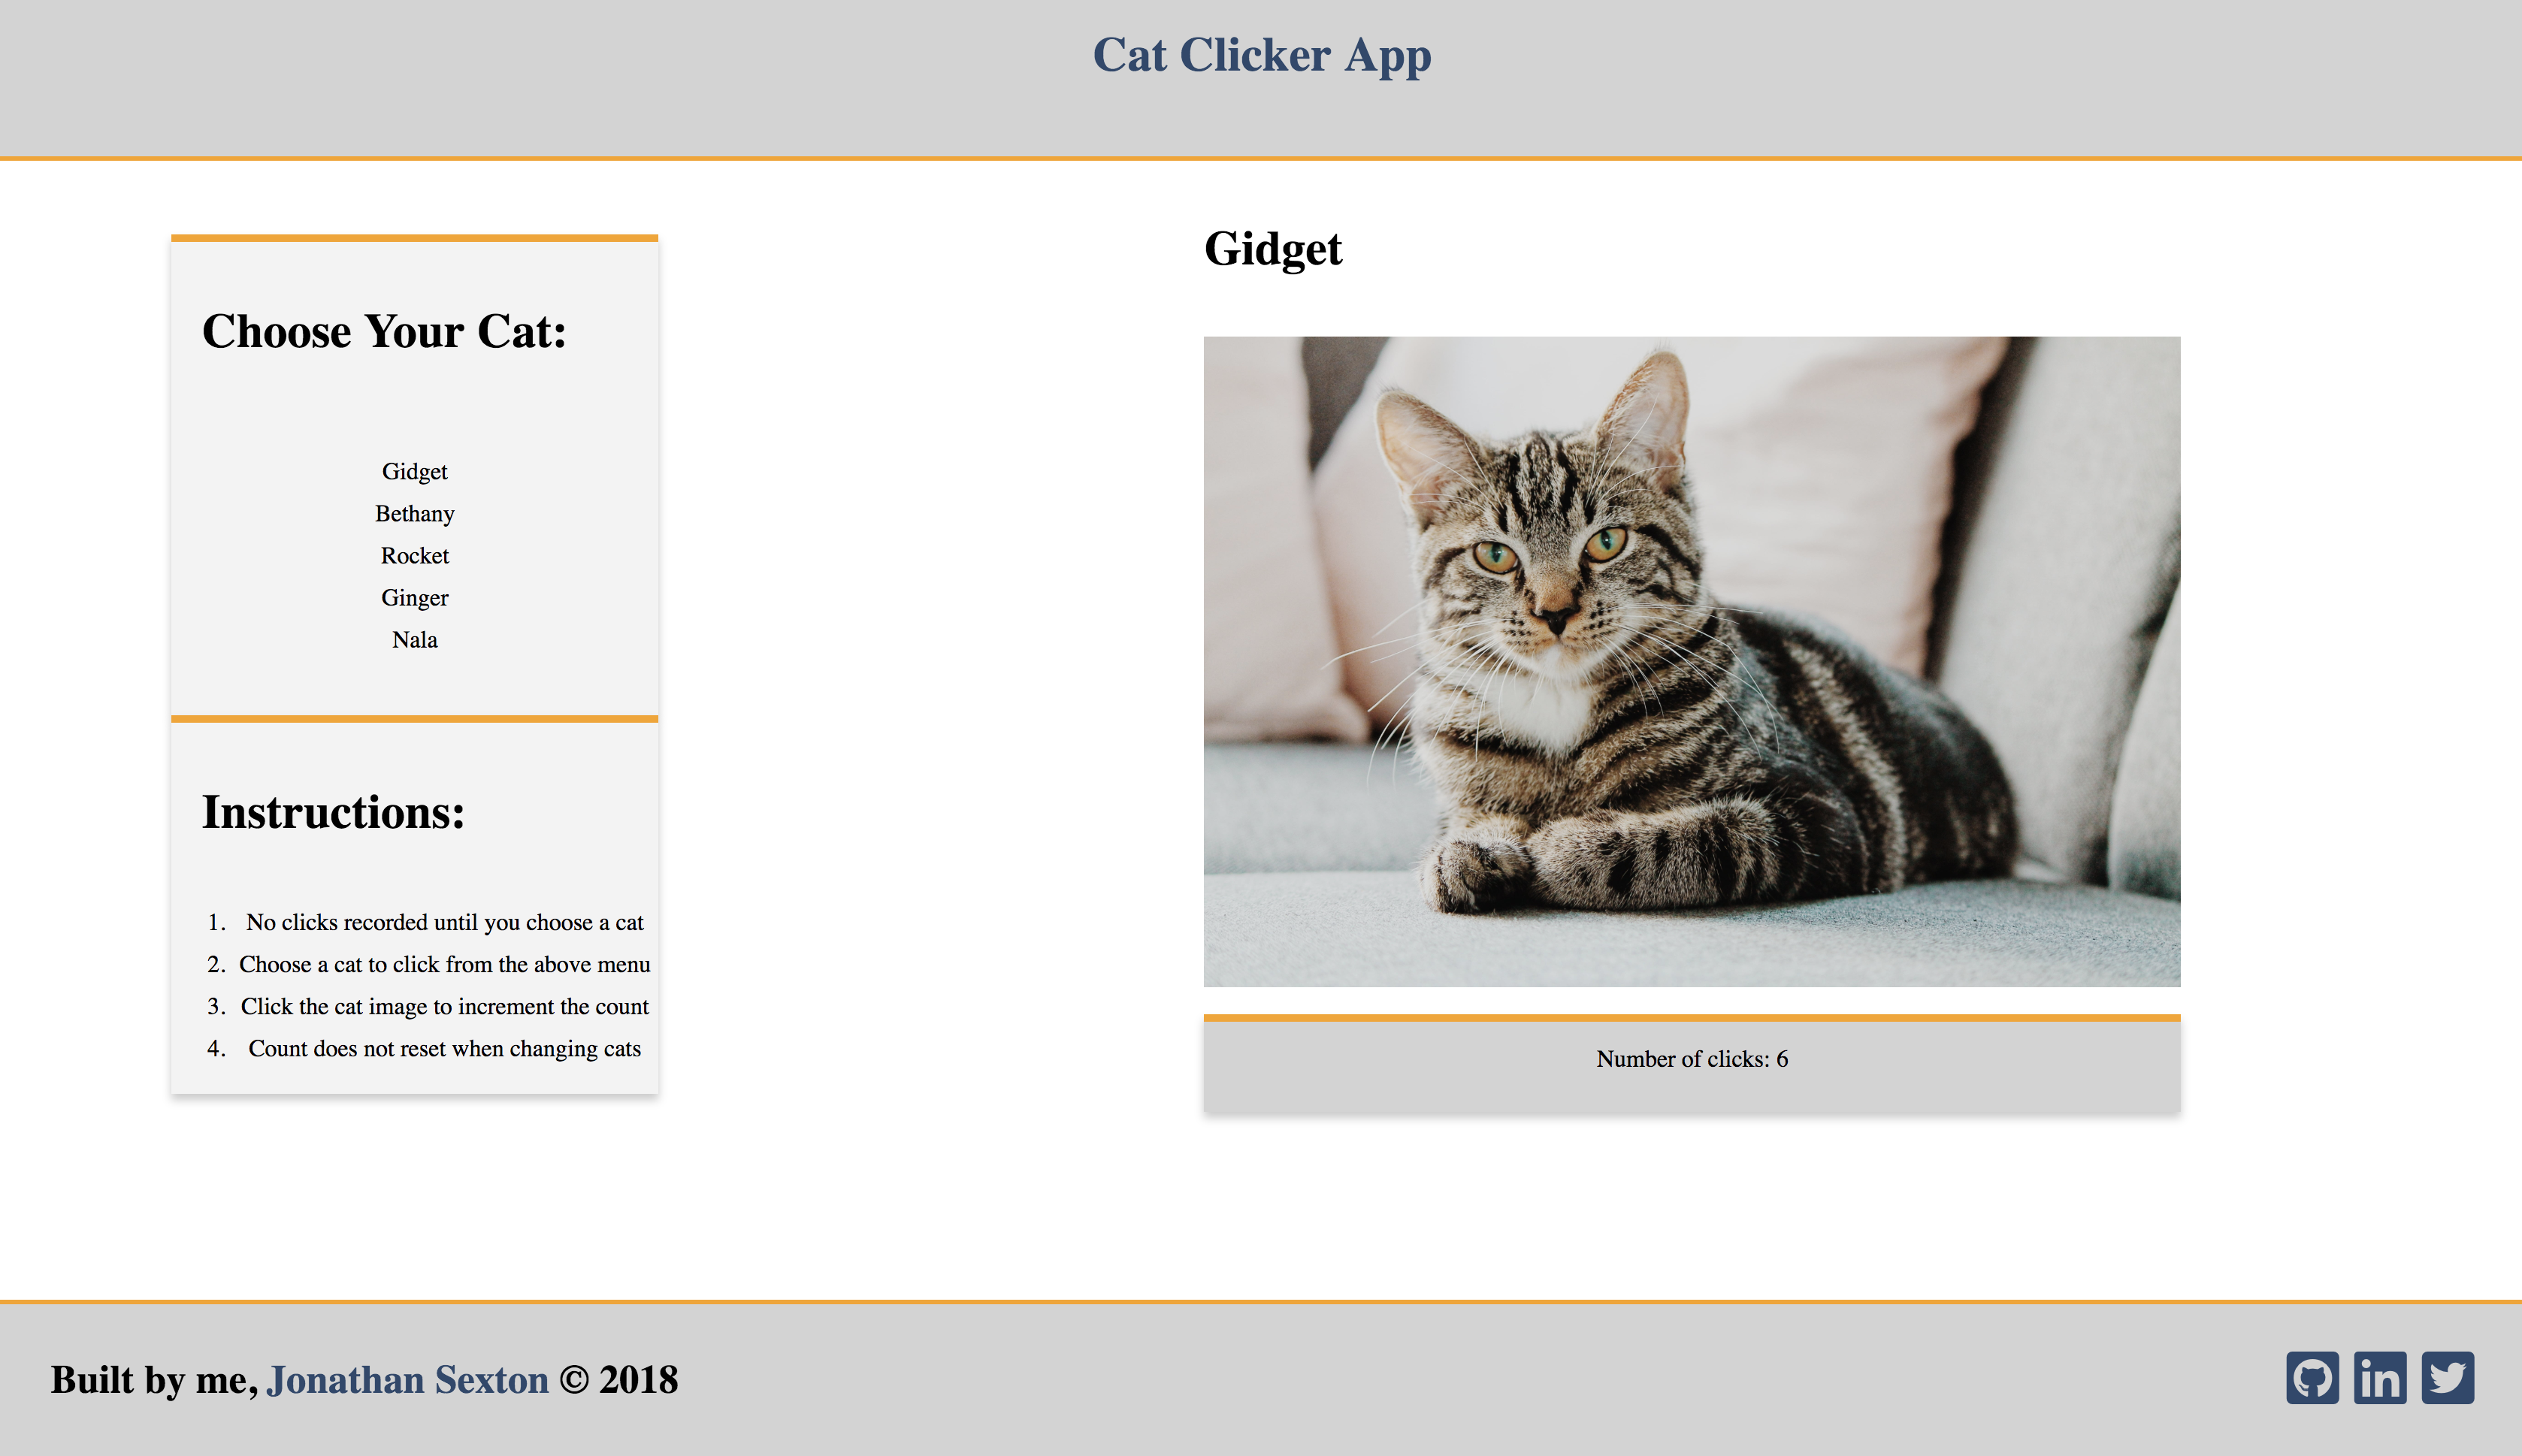 Cat Clicker App
Choose Your Cat:
Gidget
Bethany
Rocket
Ginger
Nala
Instructions:
1. No clicks recorded until you choose a cat
2. Choose a cat to click from the above menu
3. Click the cat image to increment the count
4. Count does not reset when changing cats
Gidget
Number of clicks: 6
Built by me, Jonathan Sexton © 2018
in